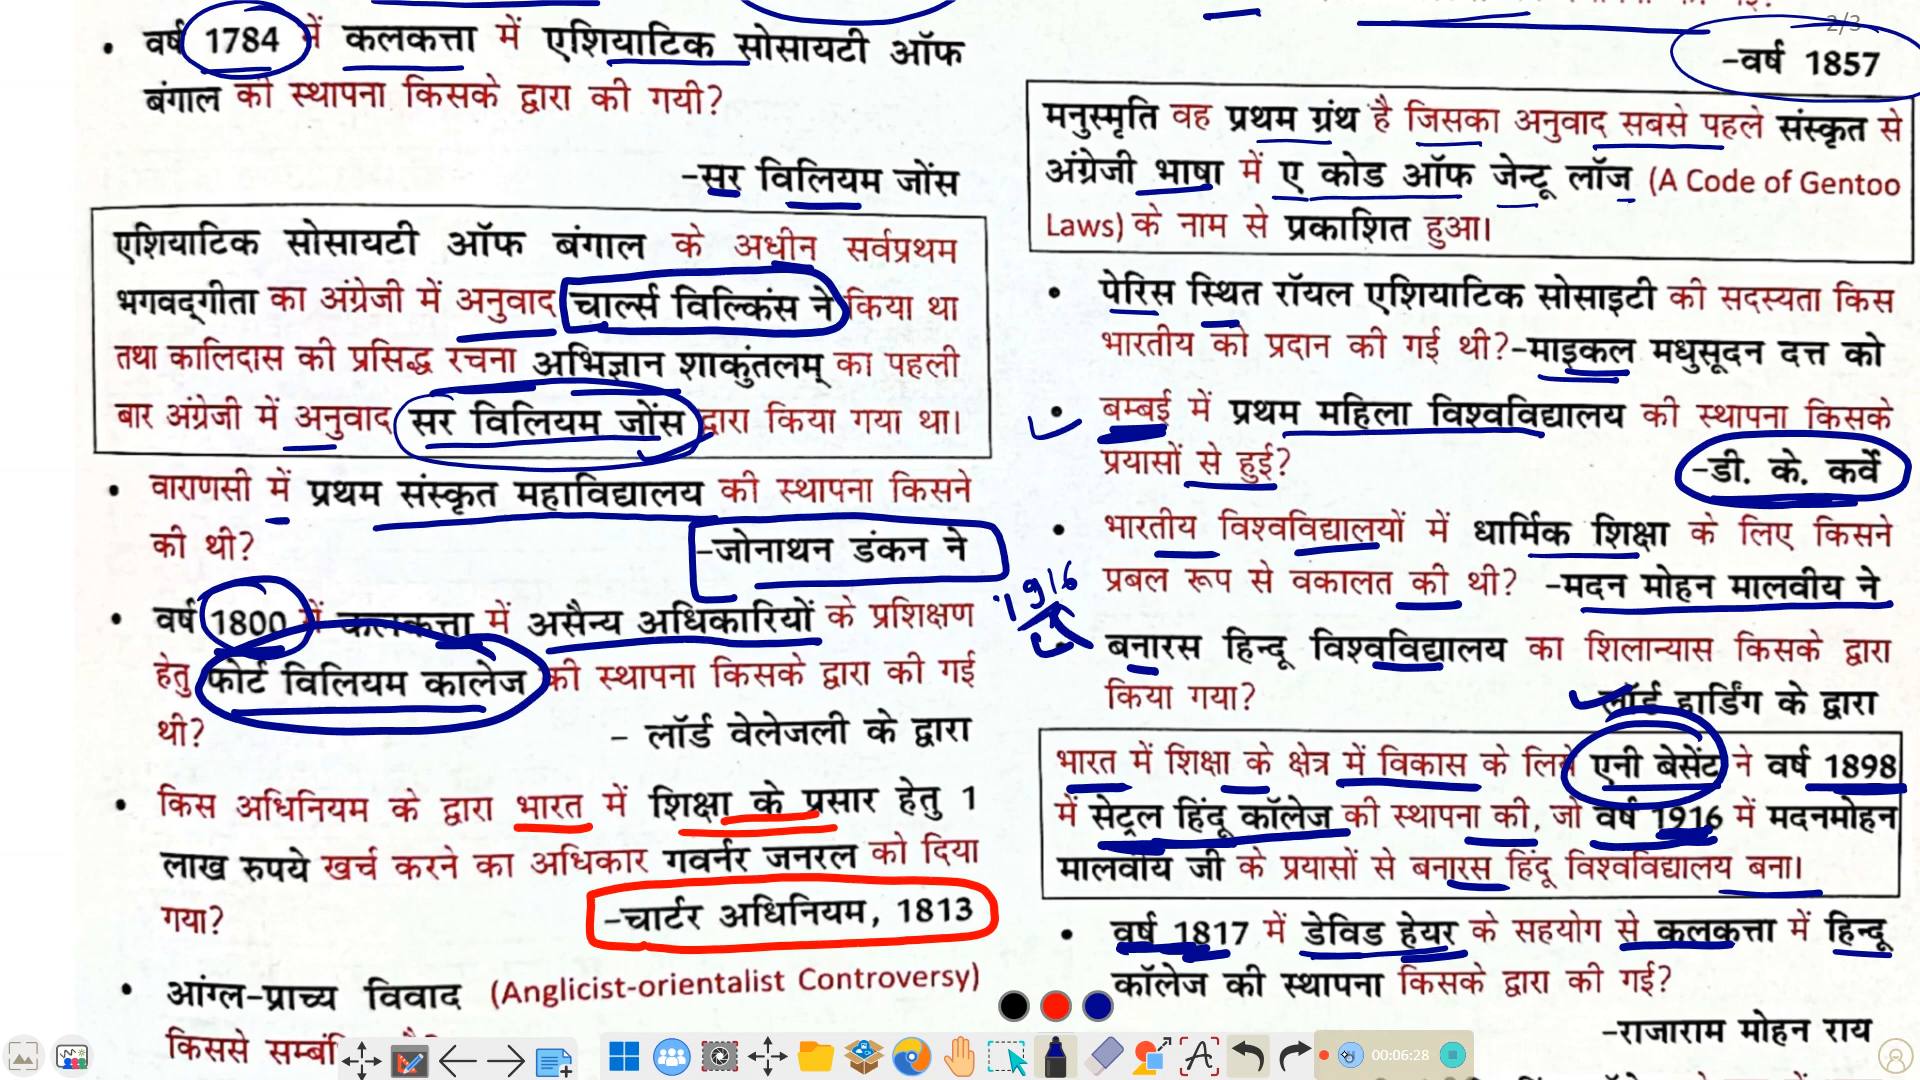 वर्ष 1784 में कलकत्ता में एशियाटिक सोसायटी ऑफ
बंगाल की स्थापना किसके द्वारा की गयी?
-सर विलियम जोंस
एशियाटिक सोसायटी ऑफ बंगाल के अधीन सर्वप्रथम
भगवद्गीता का अंग्रेजी में अनुवाद चार्ल्स विल्किंस ने किया था
तथा कालिदास की प्रसिद्ध रचना अभिज्ञान शाकुंतलम् का पहली
बार अंग्रेजी में अनुवाद सर विलियम जोंस द्वारा किया गया था।
• वाराणसी में प्रथम संस्कृत महाविद्यालय की स्थापना किसने
की थी?
-जोनाथन डंकन ने
• वर्ष 1800 में कलकत्ता में असैन्य अधिकारियों के प्रशिक्षण
हेतु फोर्ट विलियम कालेज की स्थापना किसके द्वारा की गई
थी?
- लॉर्ड वेलेजली के द्वारा
• किस अधिनियम के द्वारा भारत में शिक्षा के प्रसार हेतु 1
लाख रुपये खर्च करने का अधिकार गवर्नर जनरल को दिया
गया?
-चार्टर अधिनियम, 1813
• आंग्ल-प्राच्य विवाद (Anglicist-orientalist Controversy)
किससे
2/3
-वर्ष 1857
मनुस्मृति वह प्रथम ग्रंथ है जिसका अनुवाद सबसे पहले संस्कृत से
अंग्रेजी भाषा में ए कोड ऑफ जेन्टू लॉज (A Code of Gentoo
Laws) के नाम से प्रकाशित हुआ।
• पेरिस स्थित रॉयल एशियाटिक सोसाइटी की सदस्यता किस
भारतीय को प्रदान की गई थी?-माइकल मधुसूदन दत्त को
• बम्बई में प्रथम महिला विश्वविद्यालय की स्थापना किसके
प्रयासों से हुई?
-डी. के. कर्वे
• भारतीय विश्वविद्यालयों में धार्मिक शिक्षा के लिए किसने
प्रबल रूप से वकालत की थी? -मदन मोहन मालवीय ने
1916
बनारस हिन्दू विश्वविद्यालय का शिलान्यास किसके द्वारा
किया गया?
लॉर्ड हार्डिंग के द्वारा
भारत में शिक्षा के क्षेत्र में विकास के लिये एनी बेसेंट ने वर्ष 1898
में सेंट्रल हिंदू कॉलेज की स्थापना की, जो वर्ष 1916 में मदनमोहन
मालवीय जी के प्रयासों से बनारस हिंदू विश्वविद्यालय बना।
• वर्ष 1817 में डेविड हेयर के सहयोग से कलकत्ता में हिन्दू
कॉलेज की स्थापना किसके द्वारा की गई?
-राजाराम मोहन राय
00:06:28